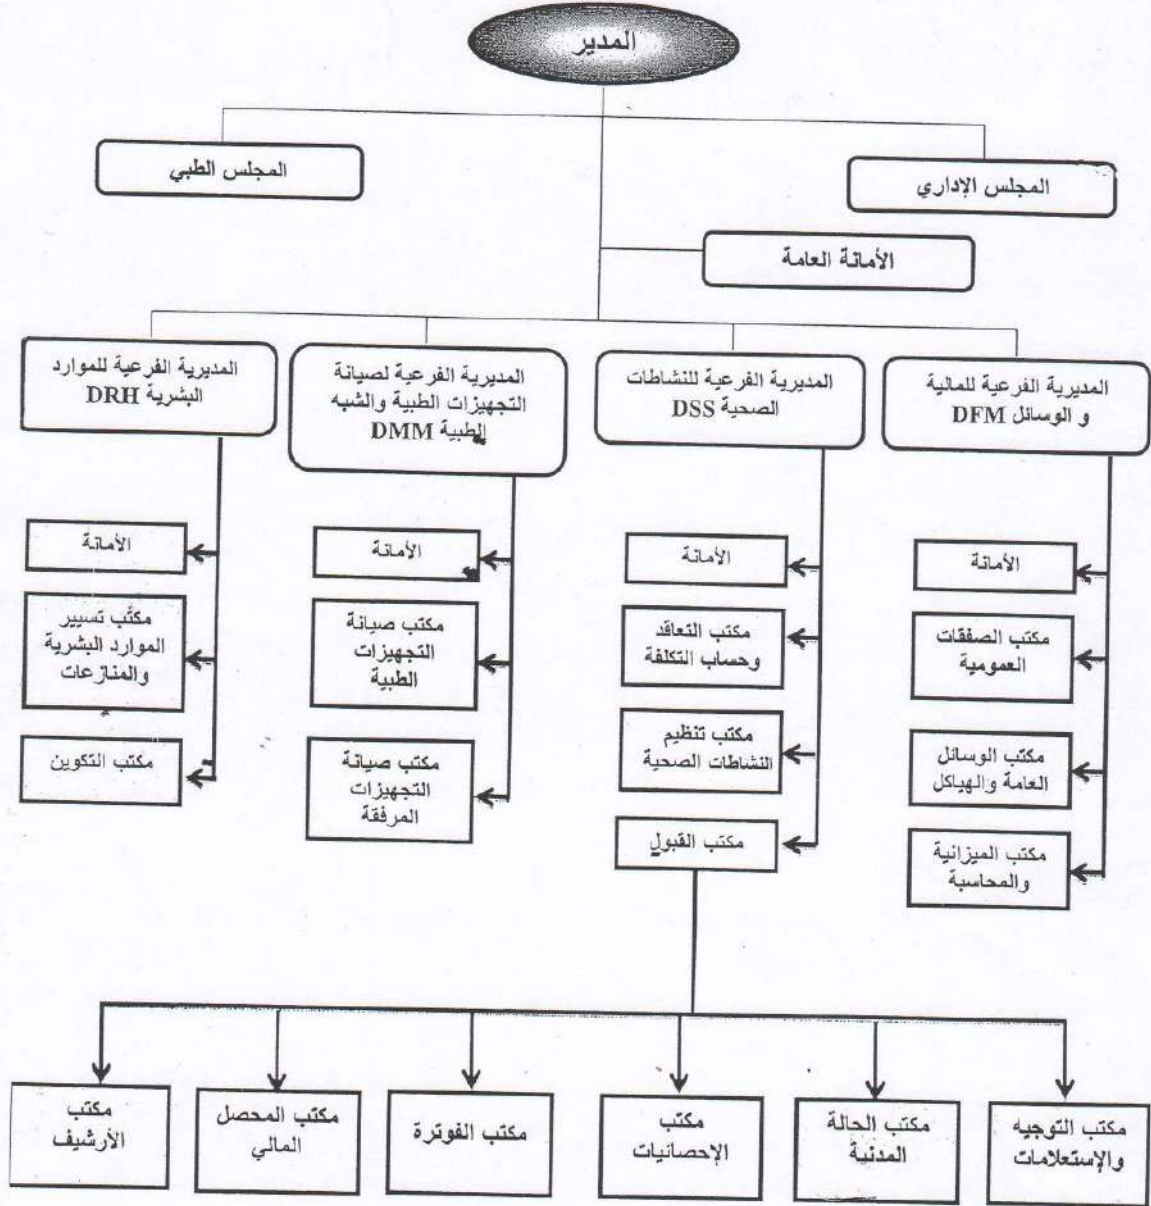 المدير
المجلس الإداري
المجلس الطبي
الأمانة العامة
المديرية الفرعية للمالية
و الوسائل DFM
المديرية الفرعية للنشاطات
الصحية DSS
المديرية الفرعية لصيانة
التجهيزات الطبية والشبه
الطبية DMM
المديرية الفرعية للموارد
البشرية DRH
الأمانة
مكتب الصفقات
العمومية
مكتب الوسائل
العامة والهياكل
مكتب الميزانية
والمحاسبة
الأمانة
مكتب التعاقد
وحساب التكلفة
مكتب تنظيم
النشاطات الصحية
مكتب القبول
الأمانة
مكتب صيانة
التجهيزات
الطبية
مكتب صيانة
التجهيزات
المرفقة
الأمانة
مكتب تسيير
الموارد البشرية
والمنازعات
مكتب التكوين
مكتب التوجيه
والإستعلامات
مكتب الحالة
المدنية
مكتب
الإحصائيات
مكتب الفوترة
مكتب المحصل
المالي
مكتب
الأرشيف